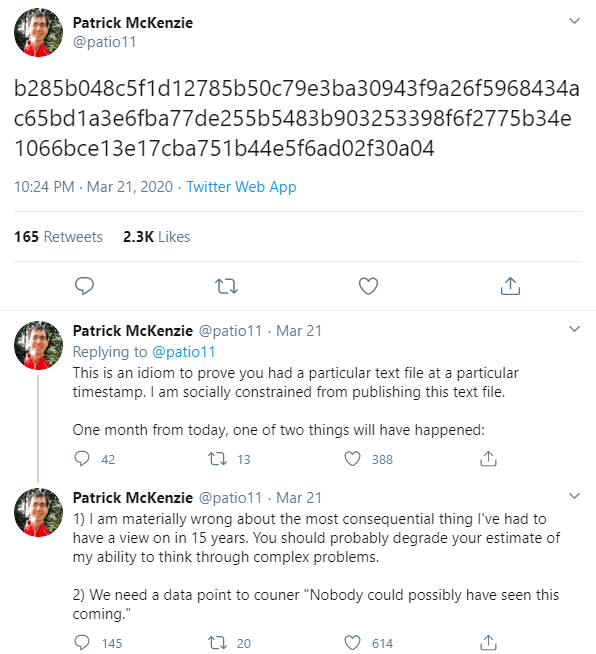 Patrick McKenzie
@patio11
b285b048c5f1d12785b50c79e3ba30943f9a26f5968434a
c65bd1a3e6fba77de255b5483b903253398f6f2775b34e
1066bce13e17cba751b44e5f6ad02f30a04
10:24 PM · Mar 21, 2020 · Twitter Web App
165 Retweets 2.3K Likes
Patrick McKenzie @patio11 · Mar 21
Replying to @patio11
This is an idiom to prove you had a particular text file at a particular
timestamp. I am socially constrained from publishing this text file.
One month from today, one of two things will have happened:
42 13 388
Patrick McKenzie @patio11 · Mar 21
1) I am materially wrong about the most consequential thing I've had to
have a view on in 15 years. You should probably degrade your estimate of
my ability to think through complex problems.
2) We need a data point to couner "Nobody could possibly have seen this
coming."
145 20 614